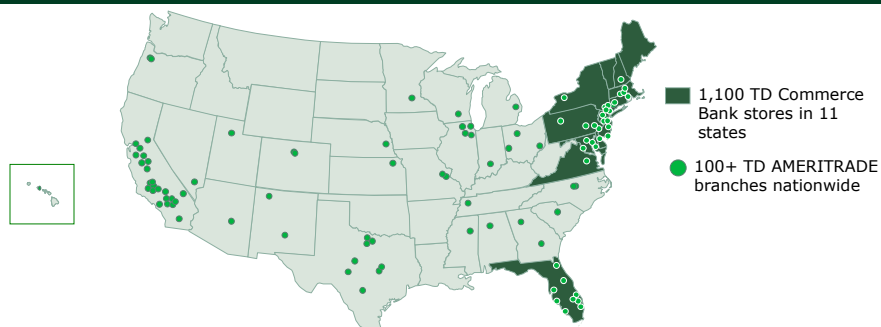 1,100 TD Commerce
Bank stores in 11
states
100+ TD AMERITRADE
branches nationwide